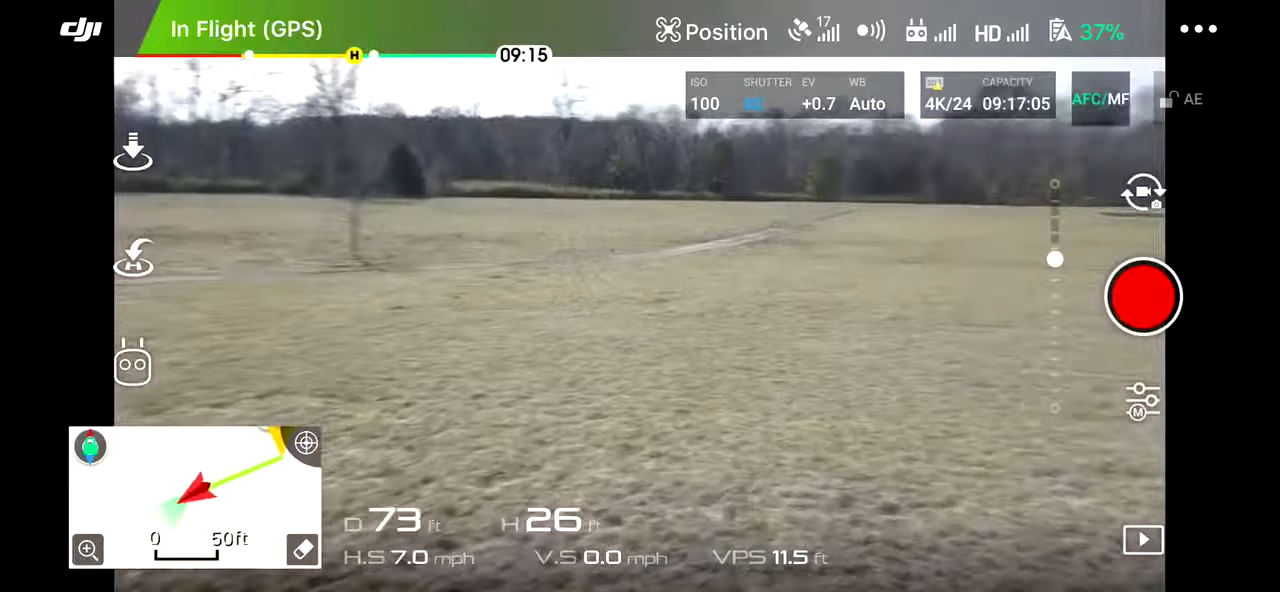 dji In Flight (GPS) Position 17 HD 37%
H 09:15
ISO SHUTTER EV WB CAPACITY
100 +0.7 Auto 4K/24 09:17:05 AFC/MF AE
H
M
0 50ft
D 73 ft H 26 ft
H.S 7.0 mph V.S 0.0 mph VPS 11.5 ft